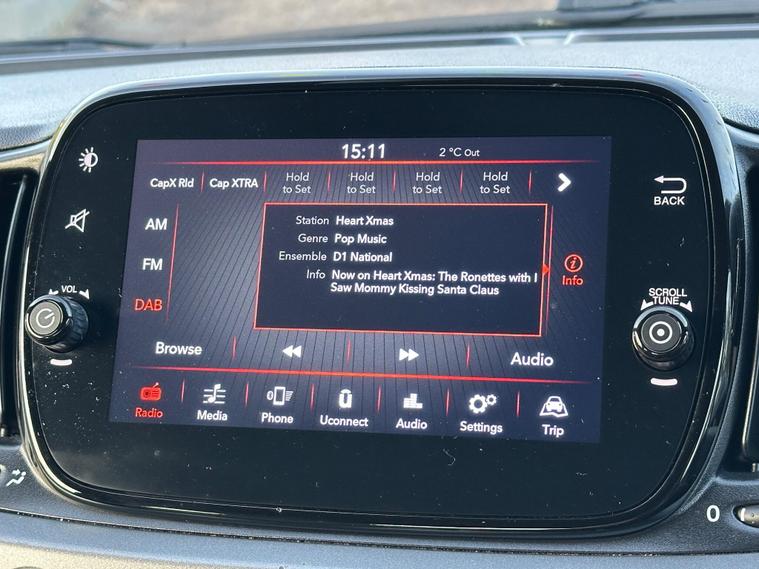 15:11 2 °C Out
CapX Rld Cap XTRA Hold to Set Hold to Set Hold to Set Hold to Set
AM
FM
DAB
Station Heart Xmas
Genre Pop Music
Ensemble D1 National
Info Now on Heart Xmas: The Ronettes with I
Saw Mommy Kissing Santa Claus
Info
Browse Audio
Radio Media Phone Uconnect Audio Settings Trip
VOL
BACK
SCROLL
TUNE
0